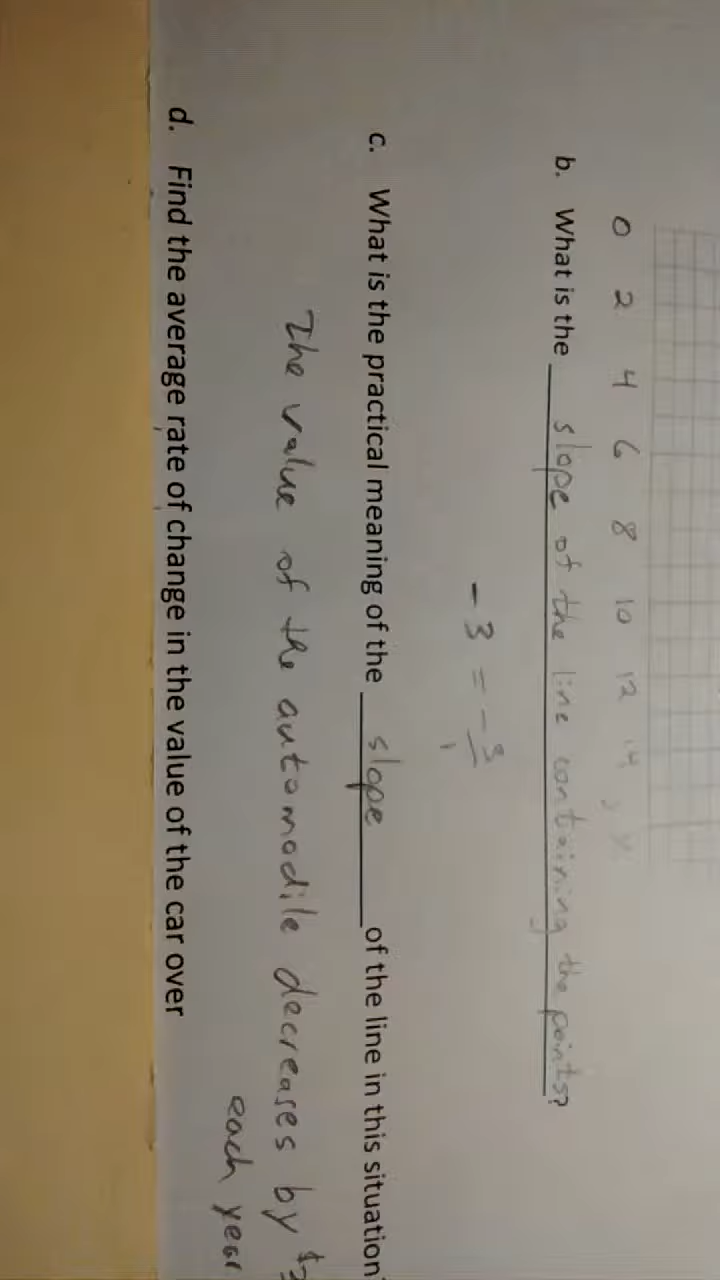 0 2 4 6 8 10 12 14
b. What is the slope of the line containing the points?
-3 = -3/1
c. What is the practical meaning of the slope of the line in this situation
The value of the automodile decreases by $
each year
d. Find the average rate of change in the value of the car over